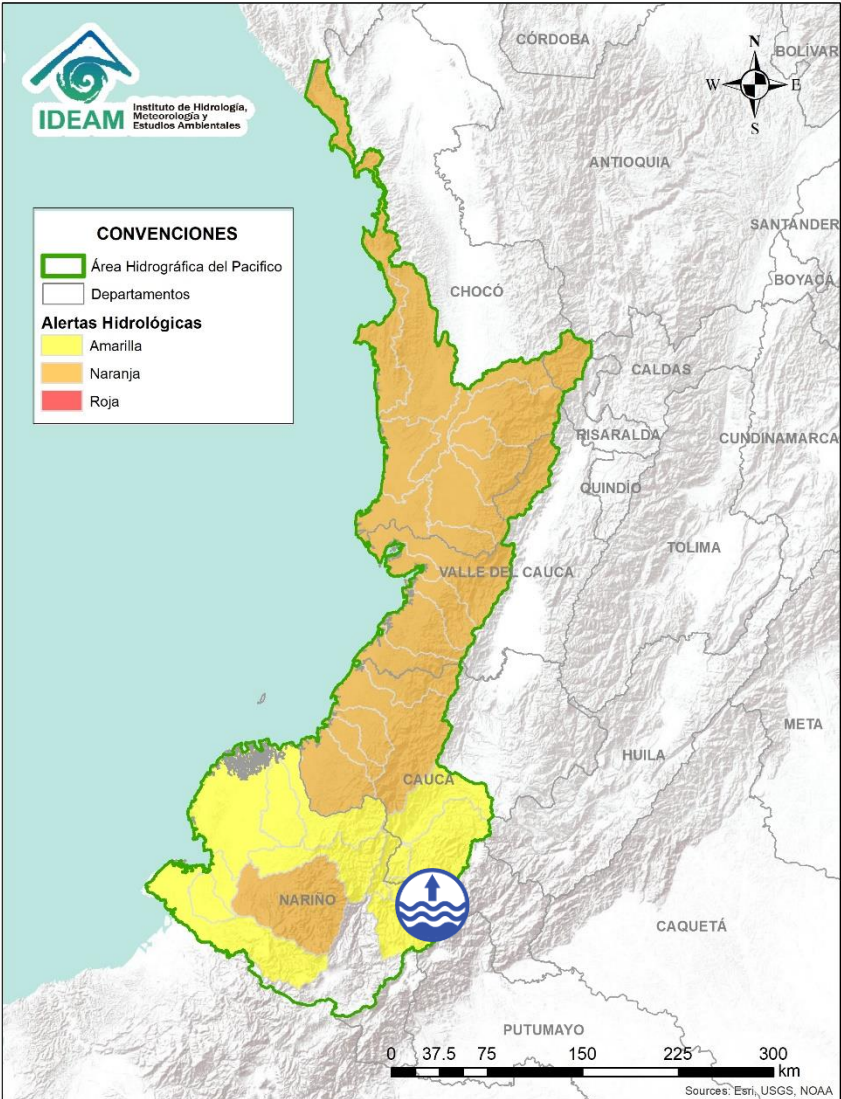 IDEAM
Instituto de Hidrología,
Meteorología y
Estudios Ambientales
N
W
E
S
CÓRDOBA
BOLÍVAR
ANTIOQUIA
SANTANDER
BOYACÁ
CONVENCIONES
Área Hidrográfica del Pacifico
Departamentos
Alertas Hidrológicas
Amarilla
Naranja
Roja
CHOCÓ
CALDAS
RISARALDA
CUNDINAMARCA
QUINDÍO
TOLIMA
VALLE DEL CAUCA
META
HUILA
CAUCA
NARIÑO
CAQUETÁ
PUTUMAYO
0 37.5 75 150 225 300
km
Sources: Esri, USGS, NOAA